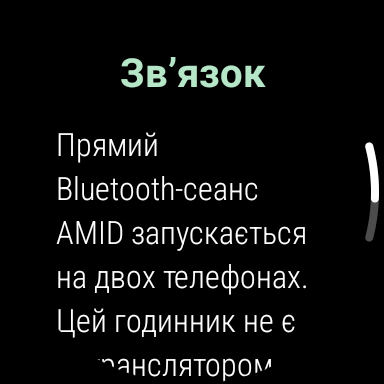 Зв’язок
Прямий
Bluetooth-сеанс
AMID запускається
на двох телефонах.
Цей годинник не є